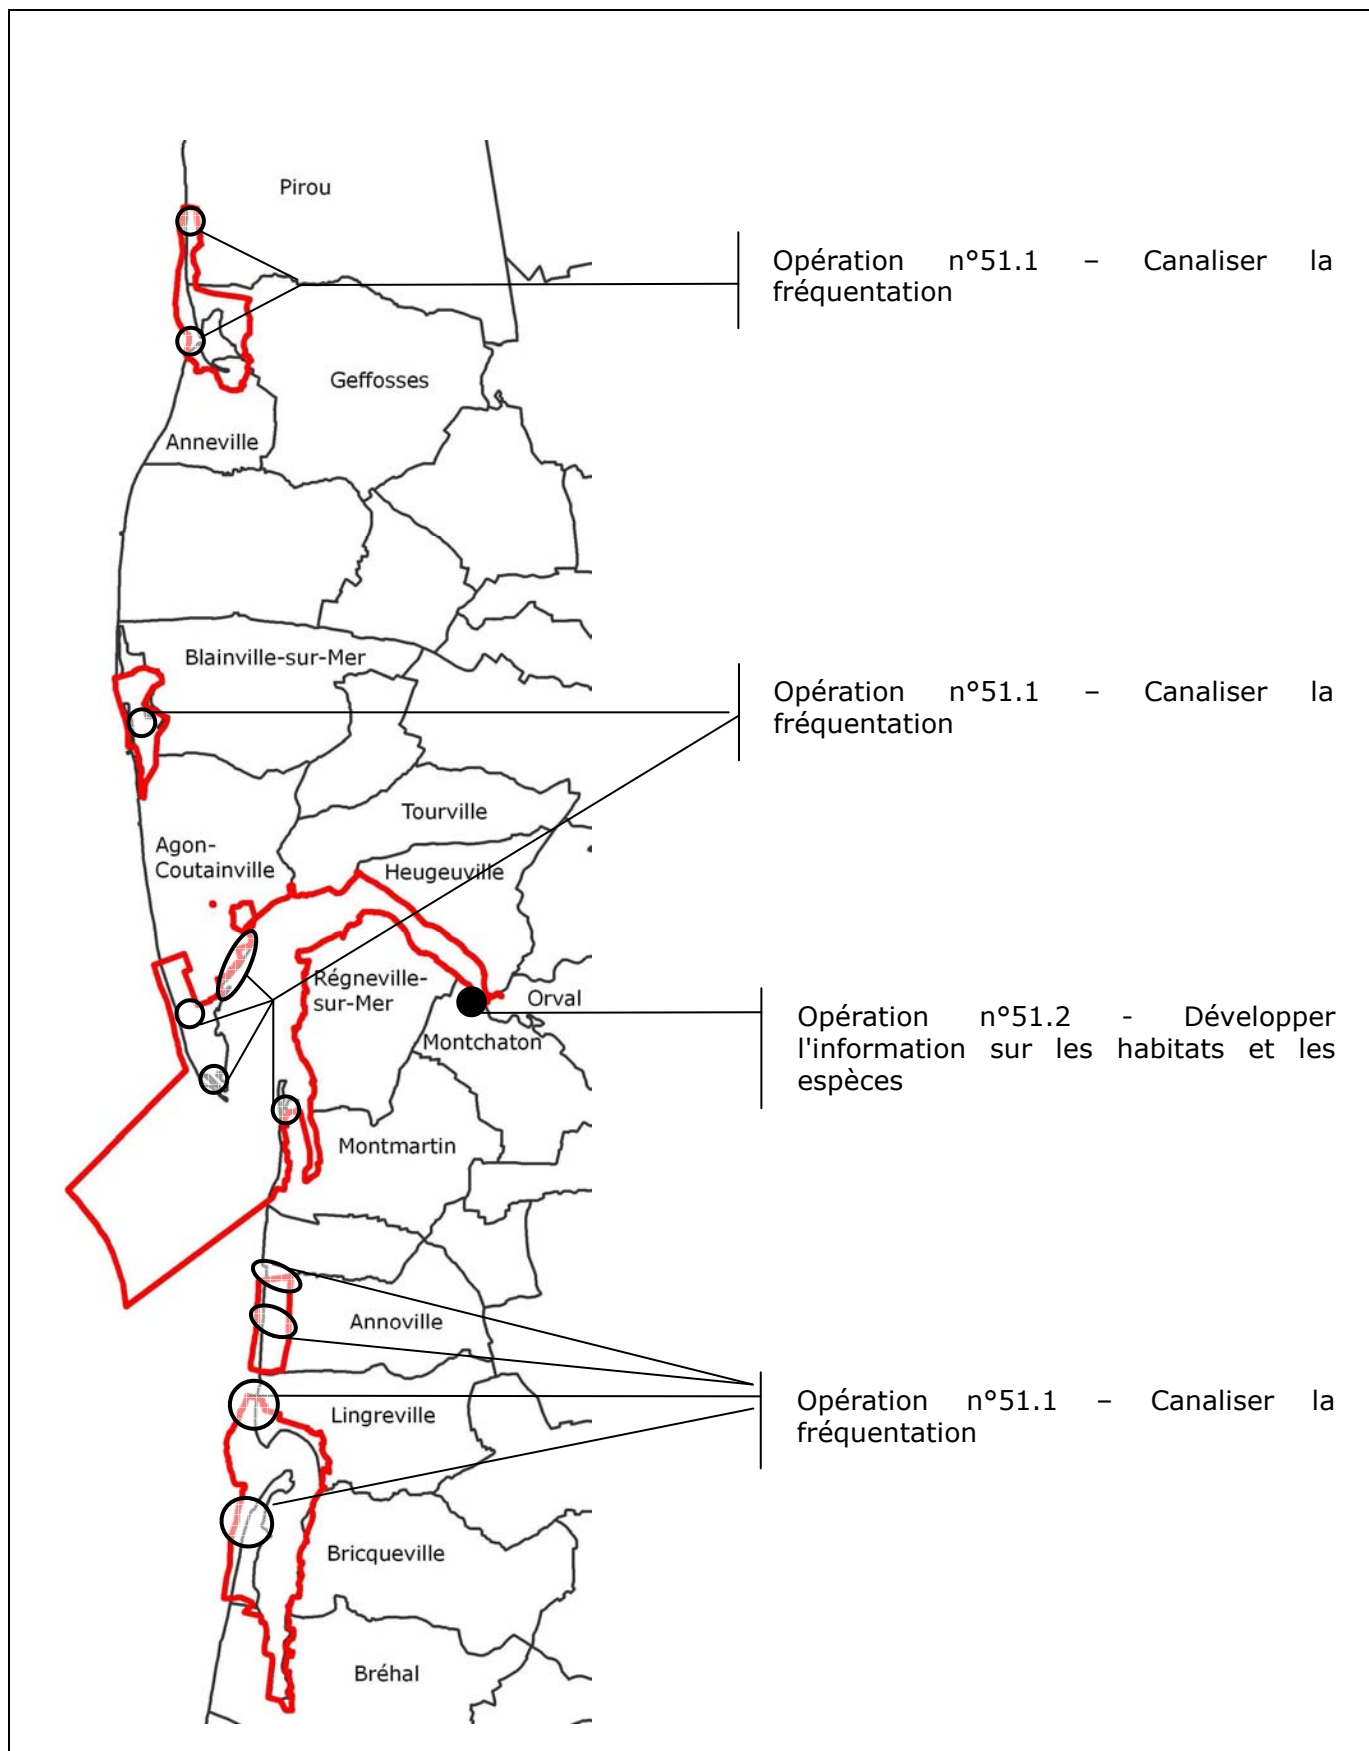 Pirou
Opération n°51.1 – Canaliser la
fréquentation
Geffosses
Anneville
Blainville-sur-Mer
Opération n°51.1 – Canaliser la
fréquentation
Tourville
Agon-
Coutainville
Heugeuville
Régneville-
sur-Mer
Orval
Montchaton
Opération n°51.2 - Développer
l'information sur les habitats et les
espèces
Montmartin
Annoville
Lingreville
Opération n°51.1 – Canaliser la
fréquentation
Bricqueville
Bréhal